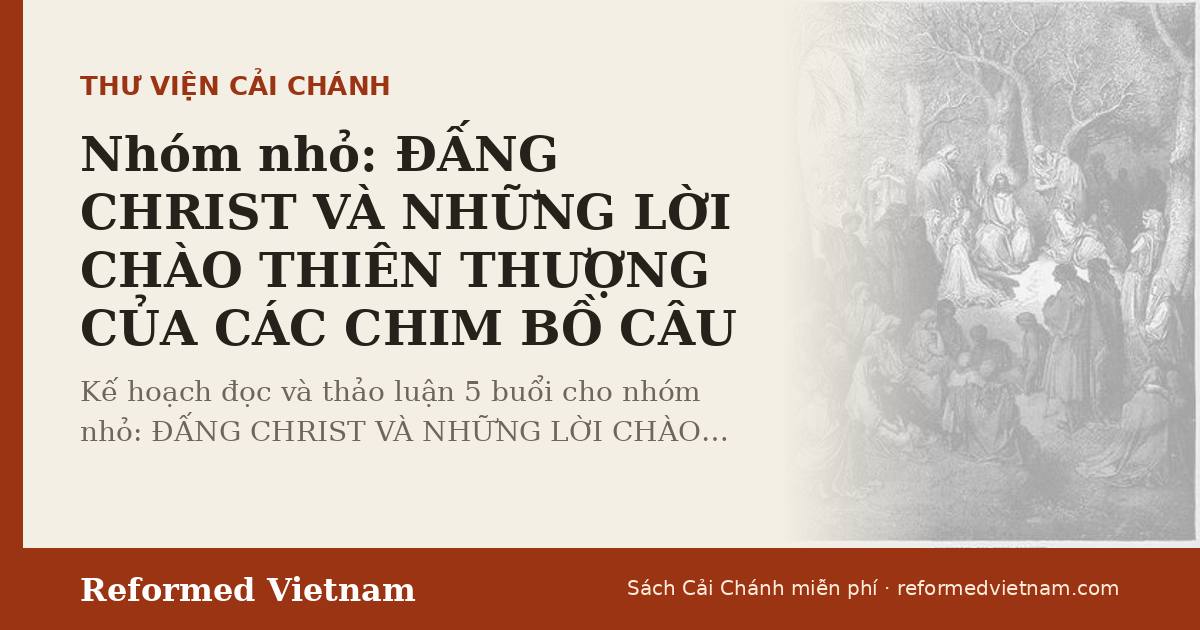 THƯ VIỆN CẢI CHÁNH
Nhóm nhỏ: ĐẤNG
CHRIST VÀ NHỮNG LỜI
CHÀO THIÊN THƯỢNG
CỦA CÁC CHIM BỒ CÂU
Kế hoạch đọc và thảo luận 5 buổi cho nhóm
nhỏ: ĐẤNG CHRIST VÀ NHỮNG LỜI CHÀO...
Reformed Vietnam
Sách Cải Chánh miễn phí · reformedvietnam.com